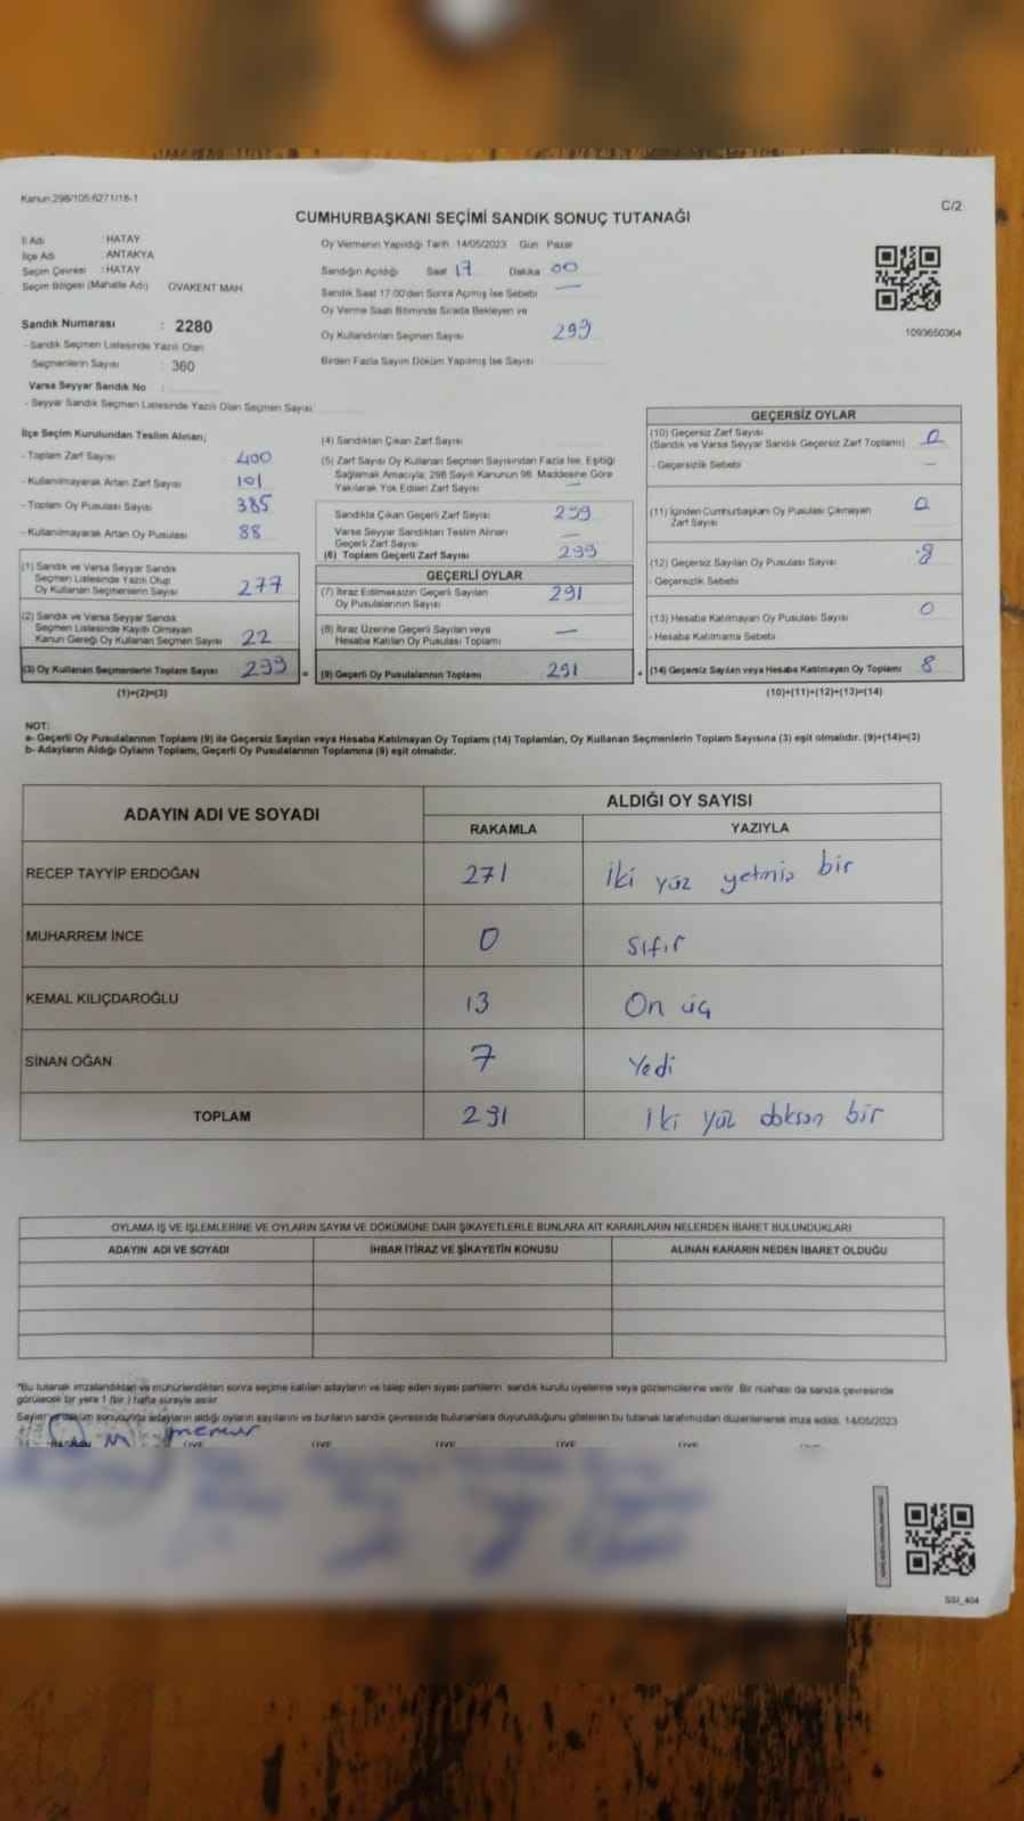 Kanun:298/105;6271/18-1
C/2
CUMHURBAŞKANI SEÇİMİ SANDIK SONUÇ TUTANAĞI
İl Adı : HATAY
İlçe Adı : ANTAKYA
Seçim Çevresi : HATAY
Seçim Bölgesi (Mahalle Adı) OVAKENT MAH.
Oy Vermenin Yapıldığı Tarih 14/05/2023 Gün Pazar
Sandığın Açıldığı Saat 17 Dakika 00
Sandık Saat 17.00'den Sonra Açılmış İse Sebebi —
Oy Verme Saati Bitiminde Sırada Bekleyen ve
Oy Kullandırılan Seçmen Sayısı 299
Birden Fazla Sayım Döküm Yapılmış İse Sayısı
1093650364
Sandık Numarası : 2280
- Sandık Seçmen Listesinde Yazılı Olan
Seçmenlerin Sayısı : 360
Varsa Seyyar Sandık No :
- Seyyar Sandık Seçmen Listesinde Yazılı Olan Seçmen Sayısı:
İlçe Seçim Kurulundan Teslim Alınan;
- Toplam Zarf Sayısı 400
- Kullanılmayarak Artan Zarf Sayısı 101
- Toplam Oy Pusulası Sayısı 385
- Kullanılmayarak Artan Oy Pusulası 88
(1) Sandık ve Varsa Seyyar Sandık
Seçmen Listesinde Yazılı Olup
Oy Kullanan Seçmenlerin Sayısı 277
(2) Sandık ve Varsa Seyyar Sandık
Seçmen Listesinde Kayıtlı Olmayan
Kanun Gereği Oy Kullanan Seçmen Sayısı 22
(3) Oy Kullanan Seçmenlerin Toplam Sayısı 299
(1)+(2)=(3)
(4) Sandıktan Çıkan Zarf Sayısı
(5) Zarf Sayısı Oy Kullanan Seçmen Sayısından Fazla İse, Eşitliği
Sağlamak Amacıyla, 298 Sayılı Kanunun 98. Maddesine Göre
Yakılarak Yok Edilen Zarf Sayısı —
Sandıkta Çıkan Geçerli Zarf Sayısı 299
Varsa Seyyar Sandıktan Teslim Alınan
Geçerli Zarf Sayısı —
(6) Toplam Geçerli Zarf Sayısı 299
GEÇERLİ OYLAR
(7) İtiraz Edilmeksizin Geçerli Sayılan
Oy Pusulalarının Sayısı 291
(8) İtiraz Üzerine Geçerli Sayılan veya
Hesaba Katılan Oy Pusulası Toplamı —
(9) Geçerli Oy Pusulalarının Toplamı 291
GEÇERSİZ OYLAR
(10) Geçersiz Zarf Sayısı
(Sandık ve Varsa Seyyar Sandık Geçersiz Zarf Toplamı) 0
- Geçersizlik Sebebi —
(11) İçinden Cumhurbaşkanı Oy Pusulası Çıkmayan
Zarf Sayısı 0
(12) Geçersiz Sayılan Oy Pusulası Sayısı 8
- Geçersizlik Sebebi
(13) Hesaba Katılmayan Oy Pusulası Sayısı 0
- Hesaba Katılmama Sebebi
(14) Geçersiz Sayılan veya Hesaba Katılmayan Oy Toplamı 8
(10)+(11)+(12)+(13)=(14)
NOT:
a- Geçerli Oy Pusulalarının Toplamı (9) ile Geçersiz Sayılan veya Hesaba Katılmayan Oy Toplamı (14) Toplamları, Oy Kullanan Seçmenlerin Toplam Sayısına (3) eşit olmalıdır. (9)+(14)=(3)
b- Adayların Aldığı Oyların Toplamı, Geçerli Oy Pusulalarının Toplamına (9) eşit olmalıdır.
ADAYIN ADI VE SOYADI ALDIĞI OY SAYISI
RAKAMLA YAZIYLA
RECEP TAYYİP ERDOĞAN 271 İki yüz yetmiş bir
MUHARREM İNCE 0 Sıfır
KEMAL KILIÇDAROĞLU 13 On üç
SİNAN OĞAN 7 Yedi
TOPLAM 291 İki yüz doksan bir
OYLAMA İŞ VE İŞLEMLERİNE VE OYLARIN SAYIM VE DÖKÜMÜNE DAİR ŞİKAYETLERLE BUNLARA AİT KARARLARIN NELERDEN İBARET BULUNDUKLARI
ADAYIN ADI VE SOYADI İHBAR İTİRAZ VE ŞİKAYETİN KONUSU ALINAN KARARIN NEDEN İBARET OLDUĞU
"Bu tutanak imzalandıktan ve mühürlendikten sonra seçime katılan adayların ve talep eden siyasi partilerin sandık kurulu üyelerine veya gözlemcilerine verilir. Bir nüshası da sandık çevresinde
görülecek bir yere 1 (bir) hafta süreyle asılır.
Sayım ve döküm sonucunda adayların aldığı oyların sayılarını ve bunların sandık çevresinde bulunanlara duyurulduğunu gösteren bu tutanak tarafımızdan düzenlenerek imza edildi. 14/05/2023
memur
ÜYE ÜYE ÜYE ÜYE ÜYE
SSI_404